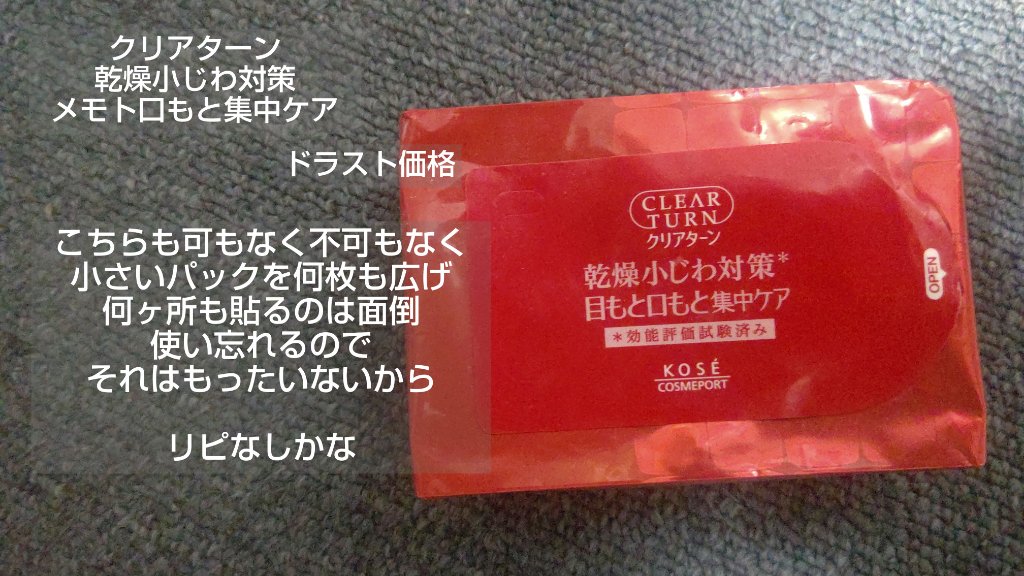 クリアターン
乾燥小じわ対策
メモト口もと集中ケア
ドラスト価格
こちらも可もなく不可もなく
小さいパックを何枚も広げ
何ヶ所も貼るのは面倒
使い忘れるので
それはもったいないから
リピなしかな
CLEAR
TURN
クリアターン
乾燥小じわ対策*
目もと口もと集中ケア
*効能評価試験済み
KOSÉ
COSMEPORT
OPEN